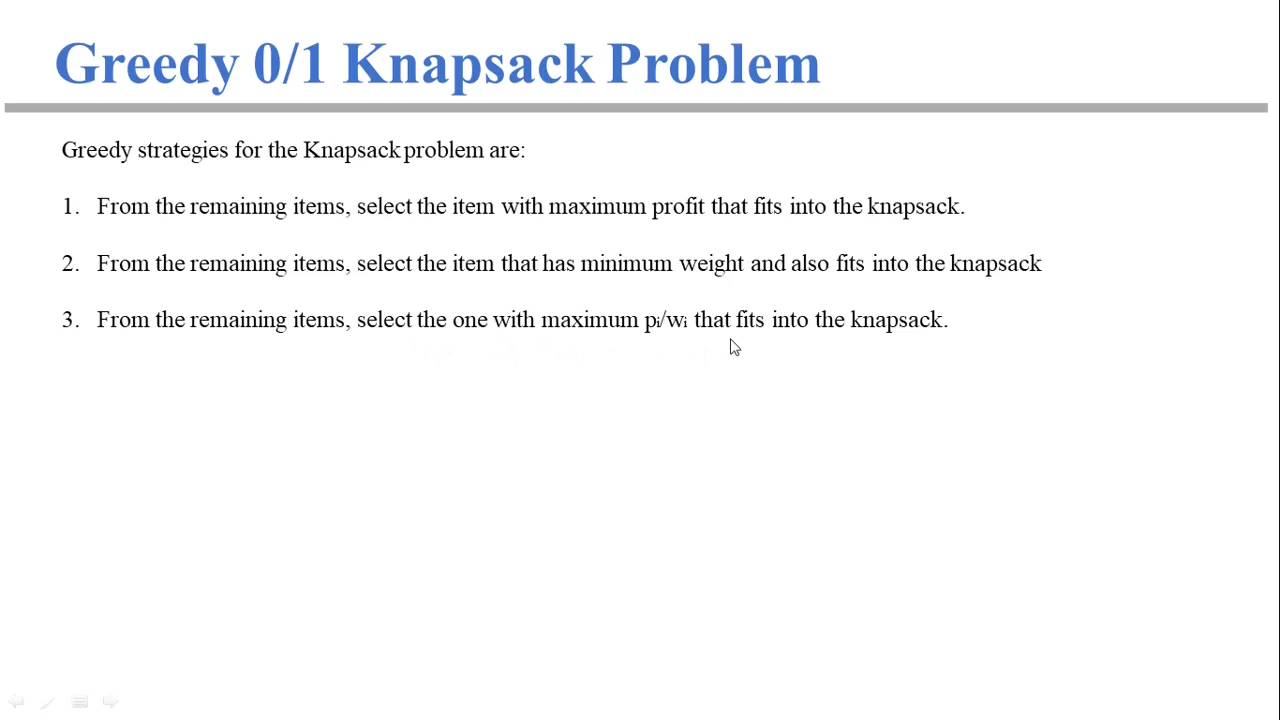 Greedy 0/1 Knapsack Problem
Greedy strategies for the Knapsack problem are:
1. From the remaining items, select the item with maximum profit that fits into the knapsack.
2. From the remaining items, select the item that has minimum weight and also fits into the knapsack
3. From the remaining items, select the one with maximum pᵢ/wᵢ that fits into the knapsack.